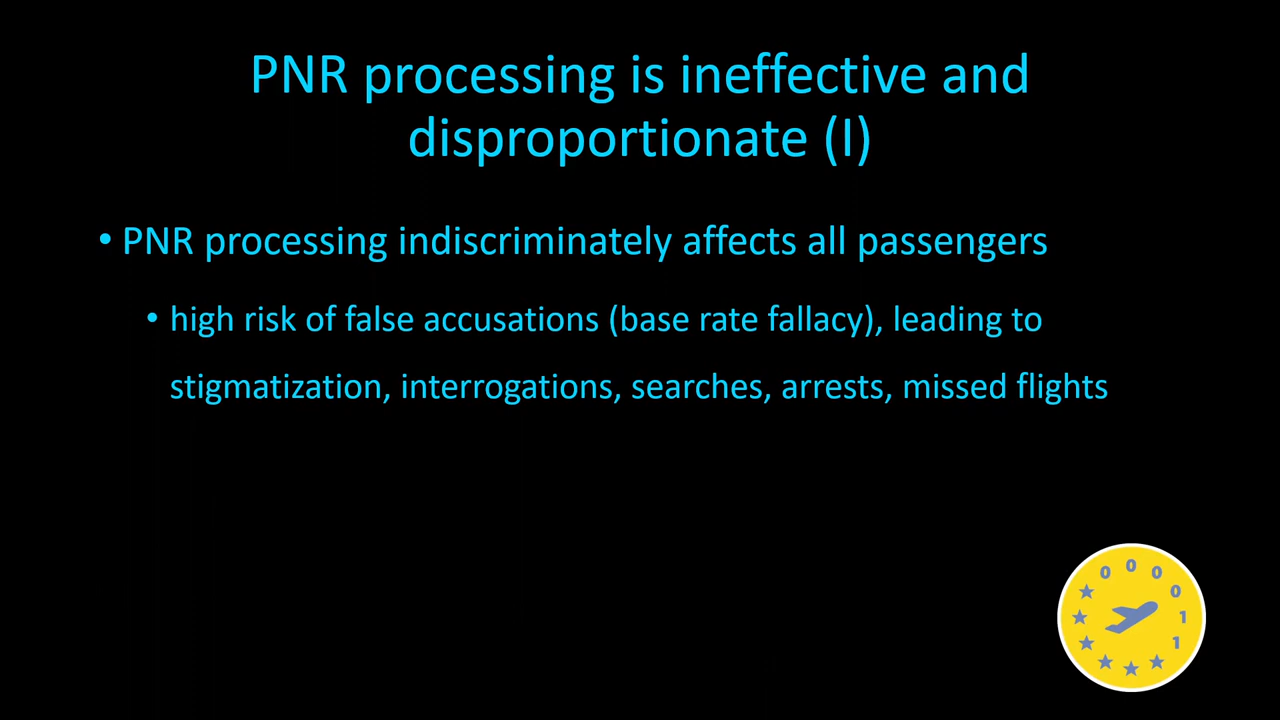 PNR processing is ineffective and
disproportionate (I)
• PNR processing indiscriminately affects all passengers
• high risk of false accusations (base rate fallacy), leading to
stigmatization, interrogations, searches, arrests, missed flights
0 0 0 0 1 1